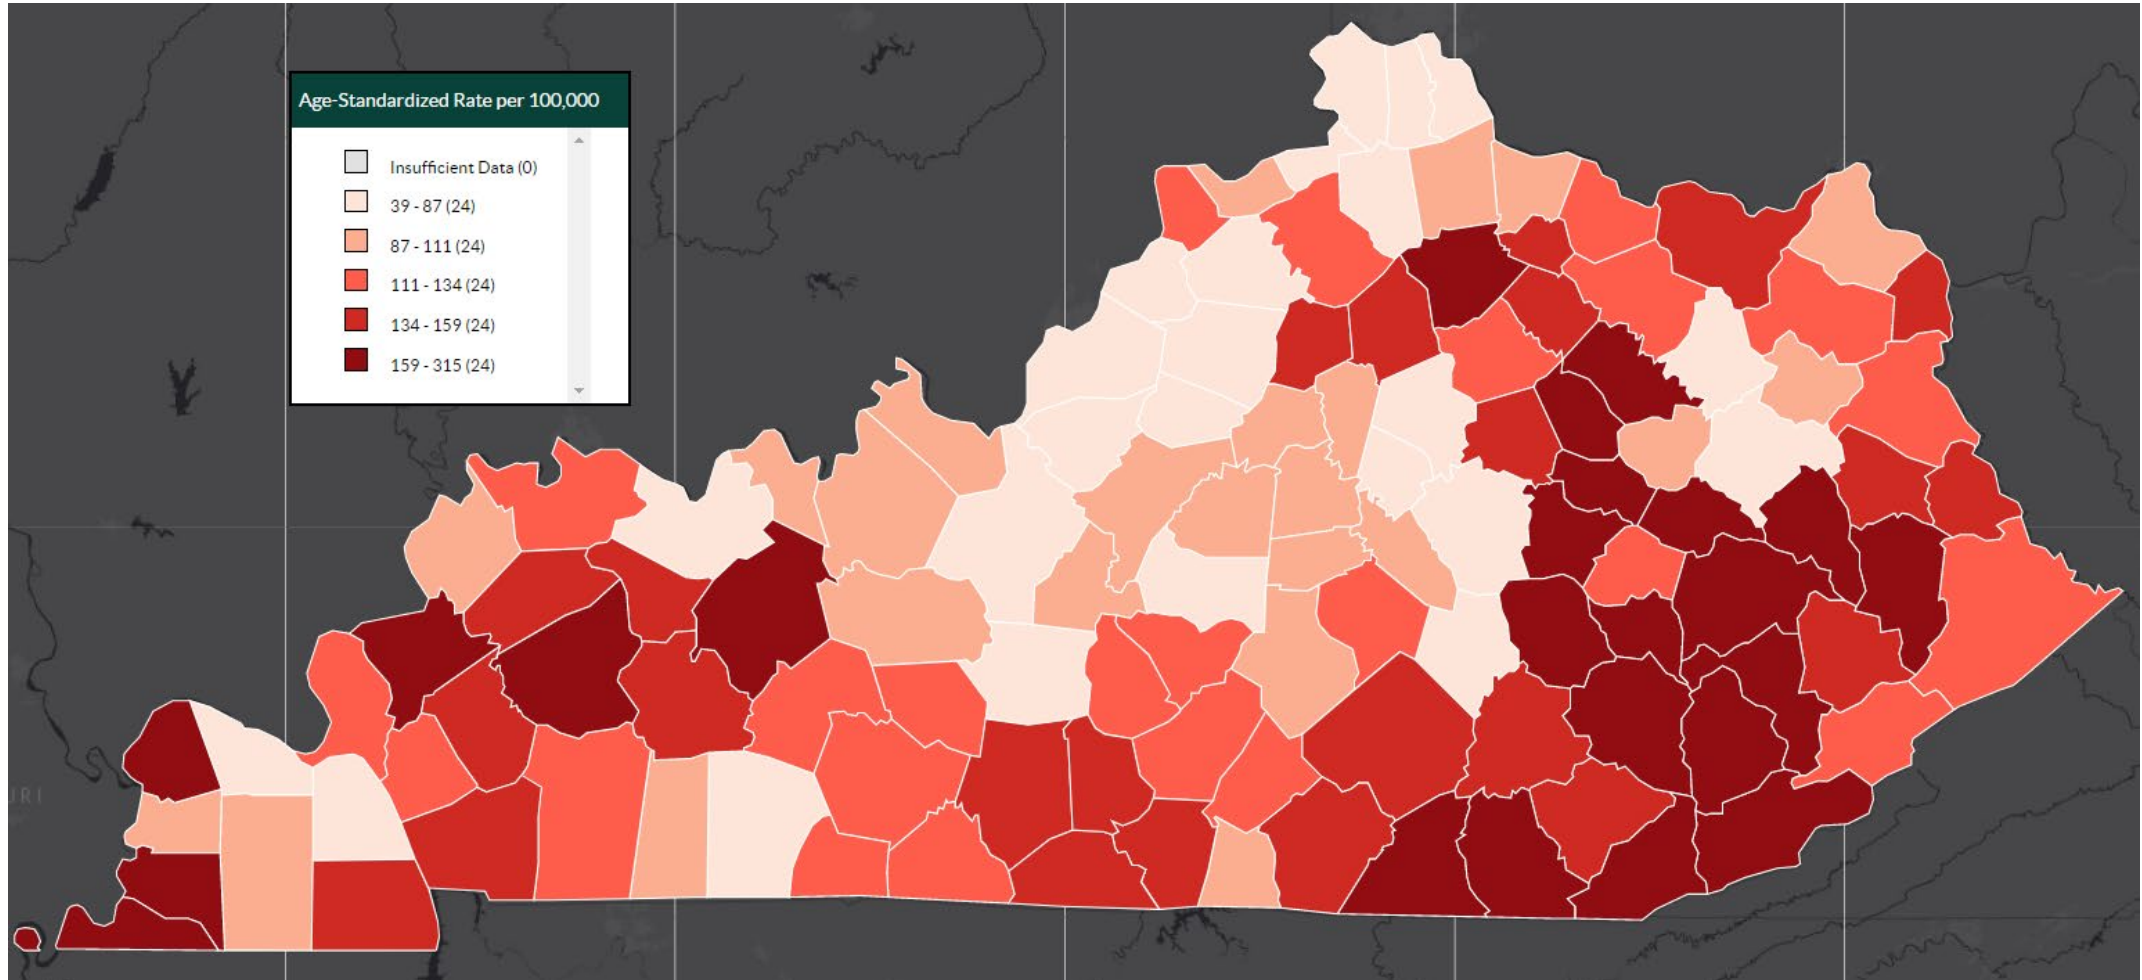 Age-Standardized Rate per 100,000
Insufficient Data (0)
39 - 87 (24)
87 - 111 (24)
111 - 134 (24)
134 - 159 (24)
159 - 315 (24)
URI